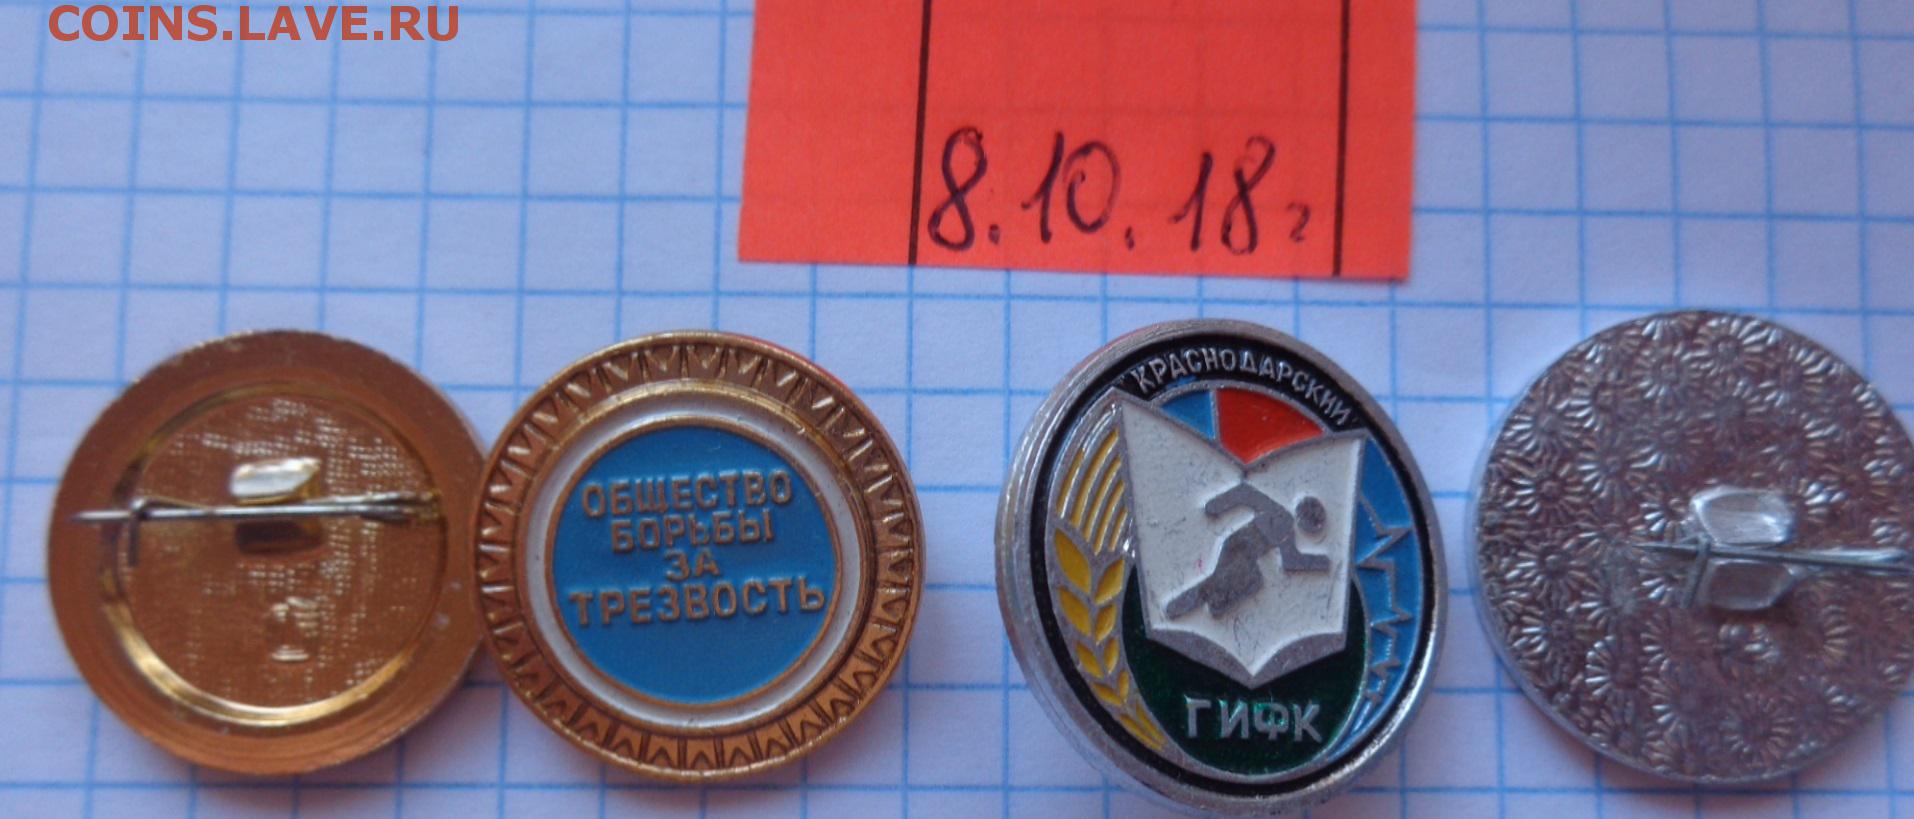 COINS.LAVE.RU
8.10.18г
ОБЩЕСТВО
БОРЬБЫ
ЗА
ТРЕЗВОСТЬ
КРАСНОДАРСКИЙ
ГИФК